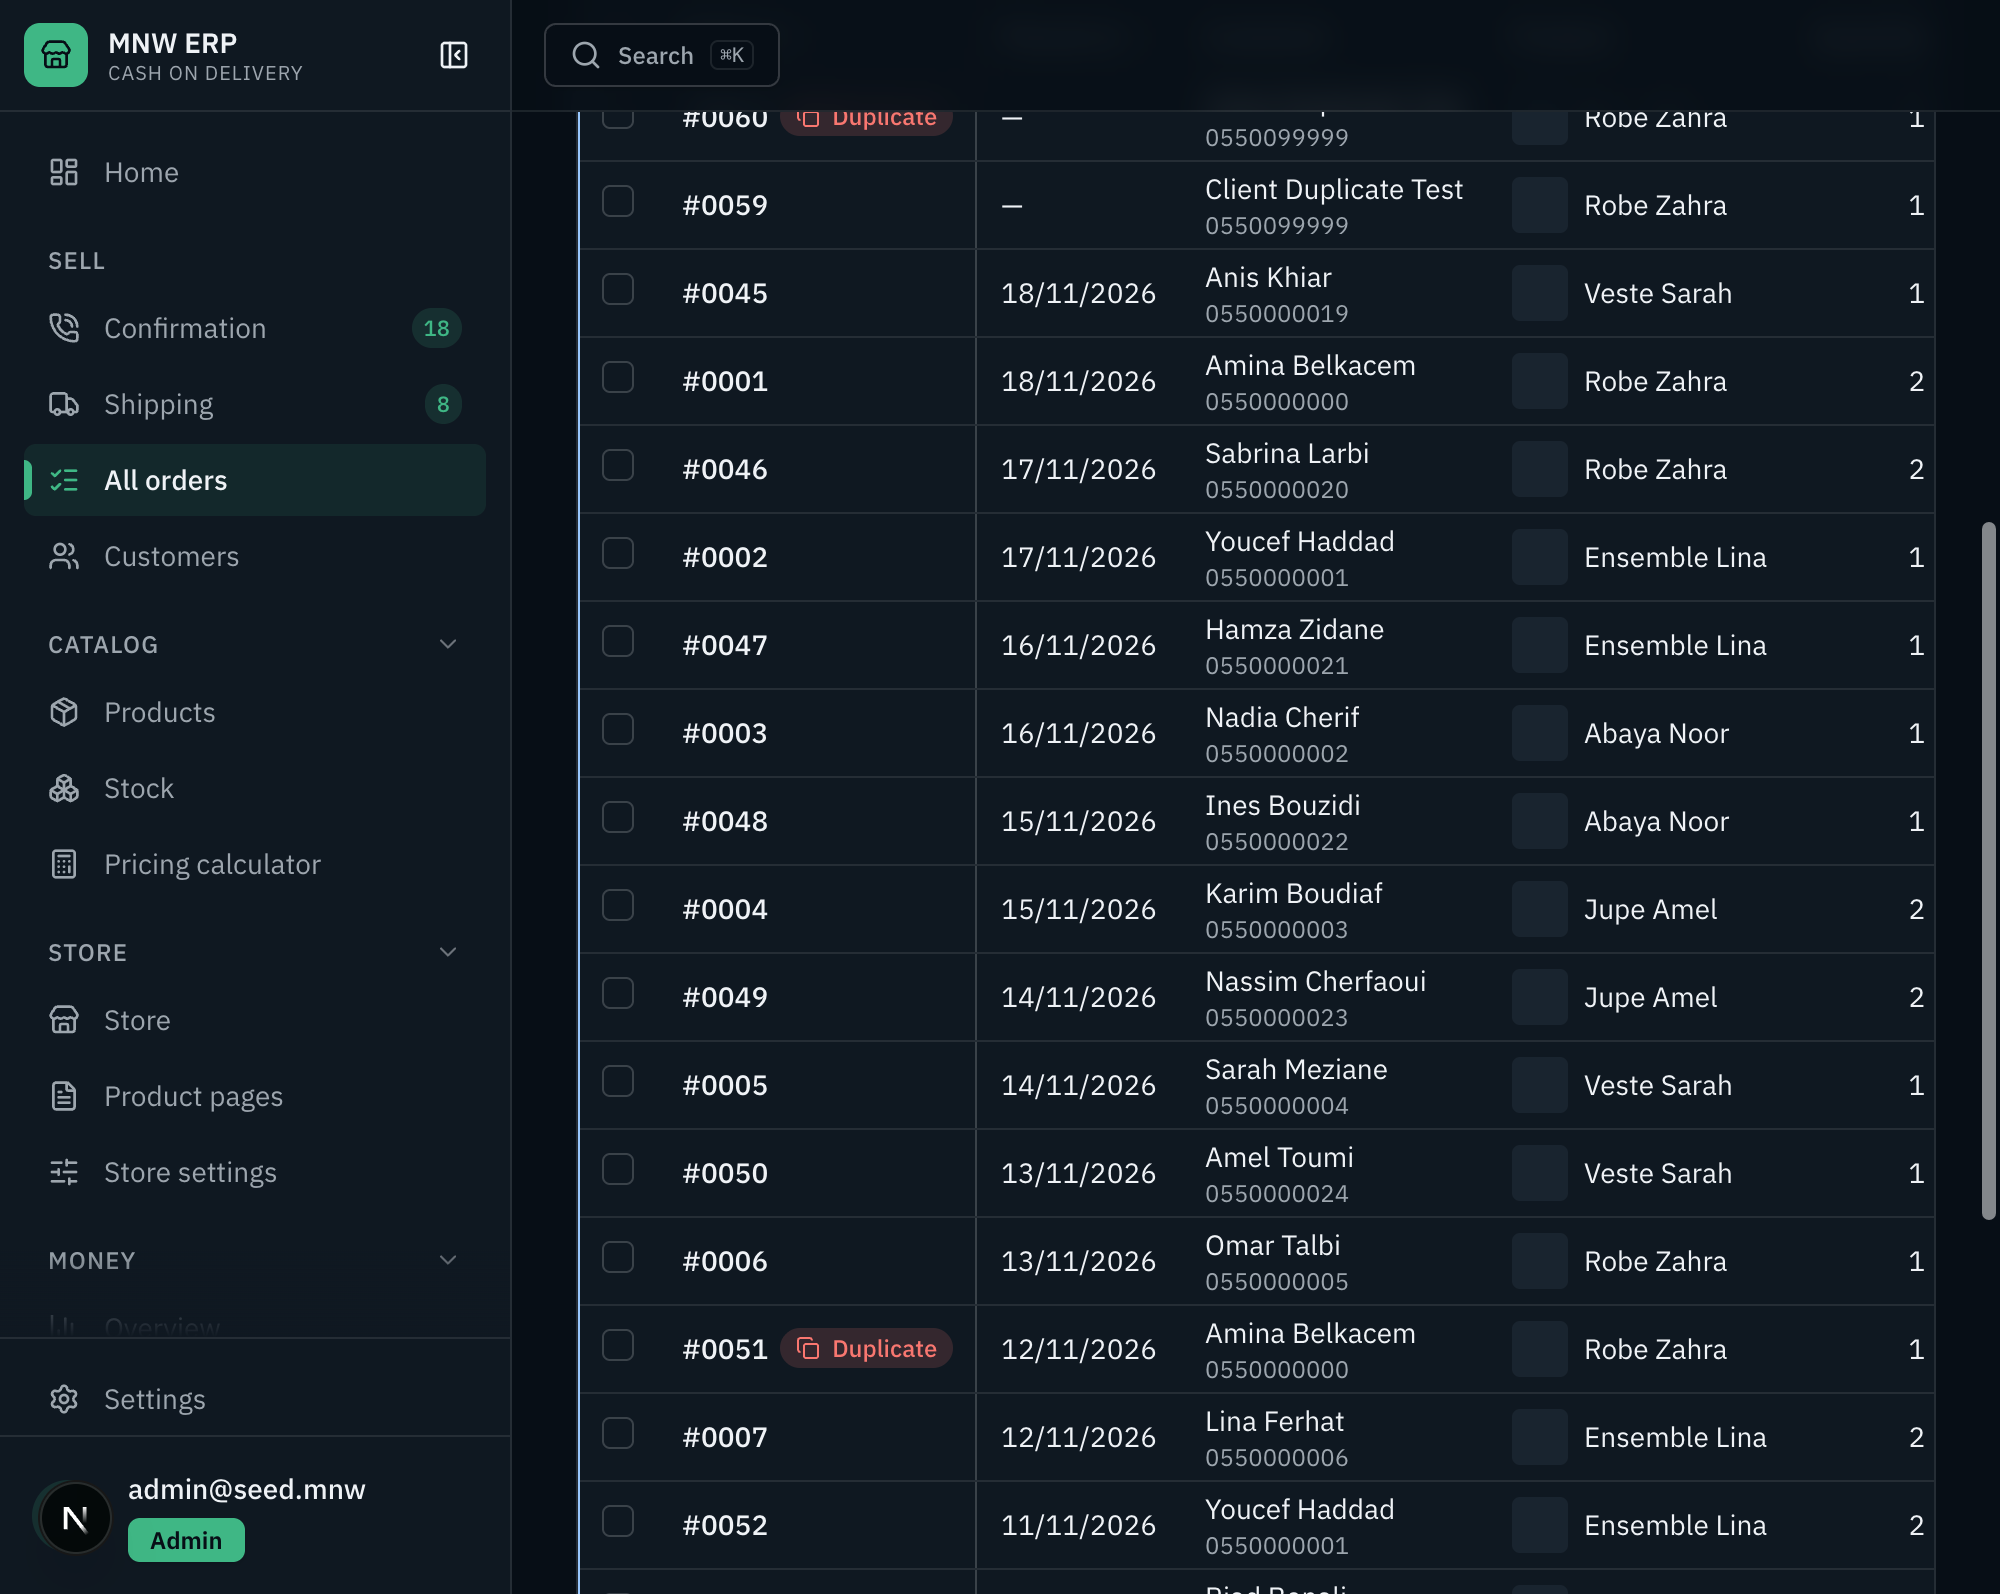 MNW ERP
CASH ON DELIVERY
Search ⌘K
Home
SELL
Confirmation 18
Shipping 8
All orders
Customers
CATALOG
Products
Stock
Pricing calculator
STORE
Store
Product pages
Store settings
MONEY
Overview
Settings
admin@seed.mnw
Admin
#0060 Duplicate — 0550099999 Robe Zahra 1
#0059 — Client Duplicate Test Robe Zahra 1
0550099999
#0045 18/11/2026 Anis Khiar Veste Sarah 1
0550000019
#0001 18/11/2026 Amina Belkacem Robe Zahra 2
0550000000
#0046 17/11/2026 Sabrina Larbi Robe Zahra 2
0550000020
#0002 17/11/2026 Youcef Haddad Ensemble Lina 1
0550000001
#0047 16/11/2026 Hamza Zidane Ensemble Lina 1
0550000021
#0003 16/11/2026 Nadia Cherif Abaya Noor 1
0550000002
#0048 15/11/2026 Ines Bouzidi Abaya Noor 1
0550000022
#0004 15/11/2026 Karim Boudiaf Jupe Amel 2
0550000003
#0049 14/11/2026 Nassim Cherfaoui Jupe Amel 2
0550000023
#0005 14/11/2026 Sarah Meziane Veste Sarah 1
0550000004
#0050 13/11/2026 Amel Toumi Veste Sarah 1
0550000024
#0006 13/11/2026 Omar Talbi Robe Zahra 1
0550000005
#0051 Duplicate 12/11/2026 Amina Belkacem Robe Zahra 1
0550000000
#0007 12/11/2026 Lina Ferhat Ensemble Lina 2
0550000006
#0052 11/11/2026 Youcef Haddad Ensemble Lina 2
0550000001